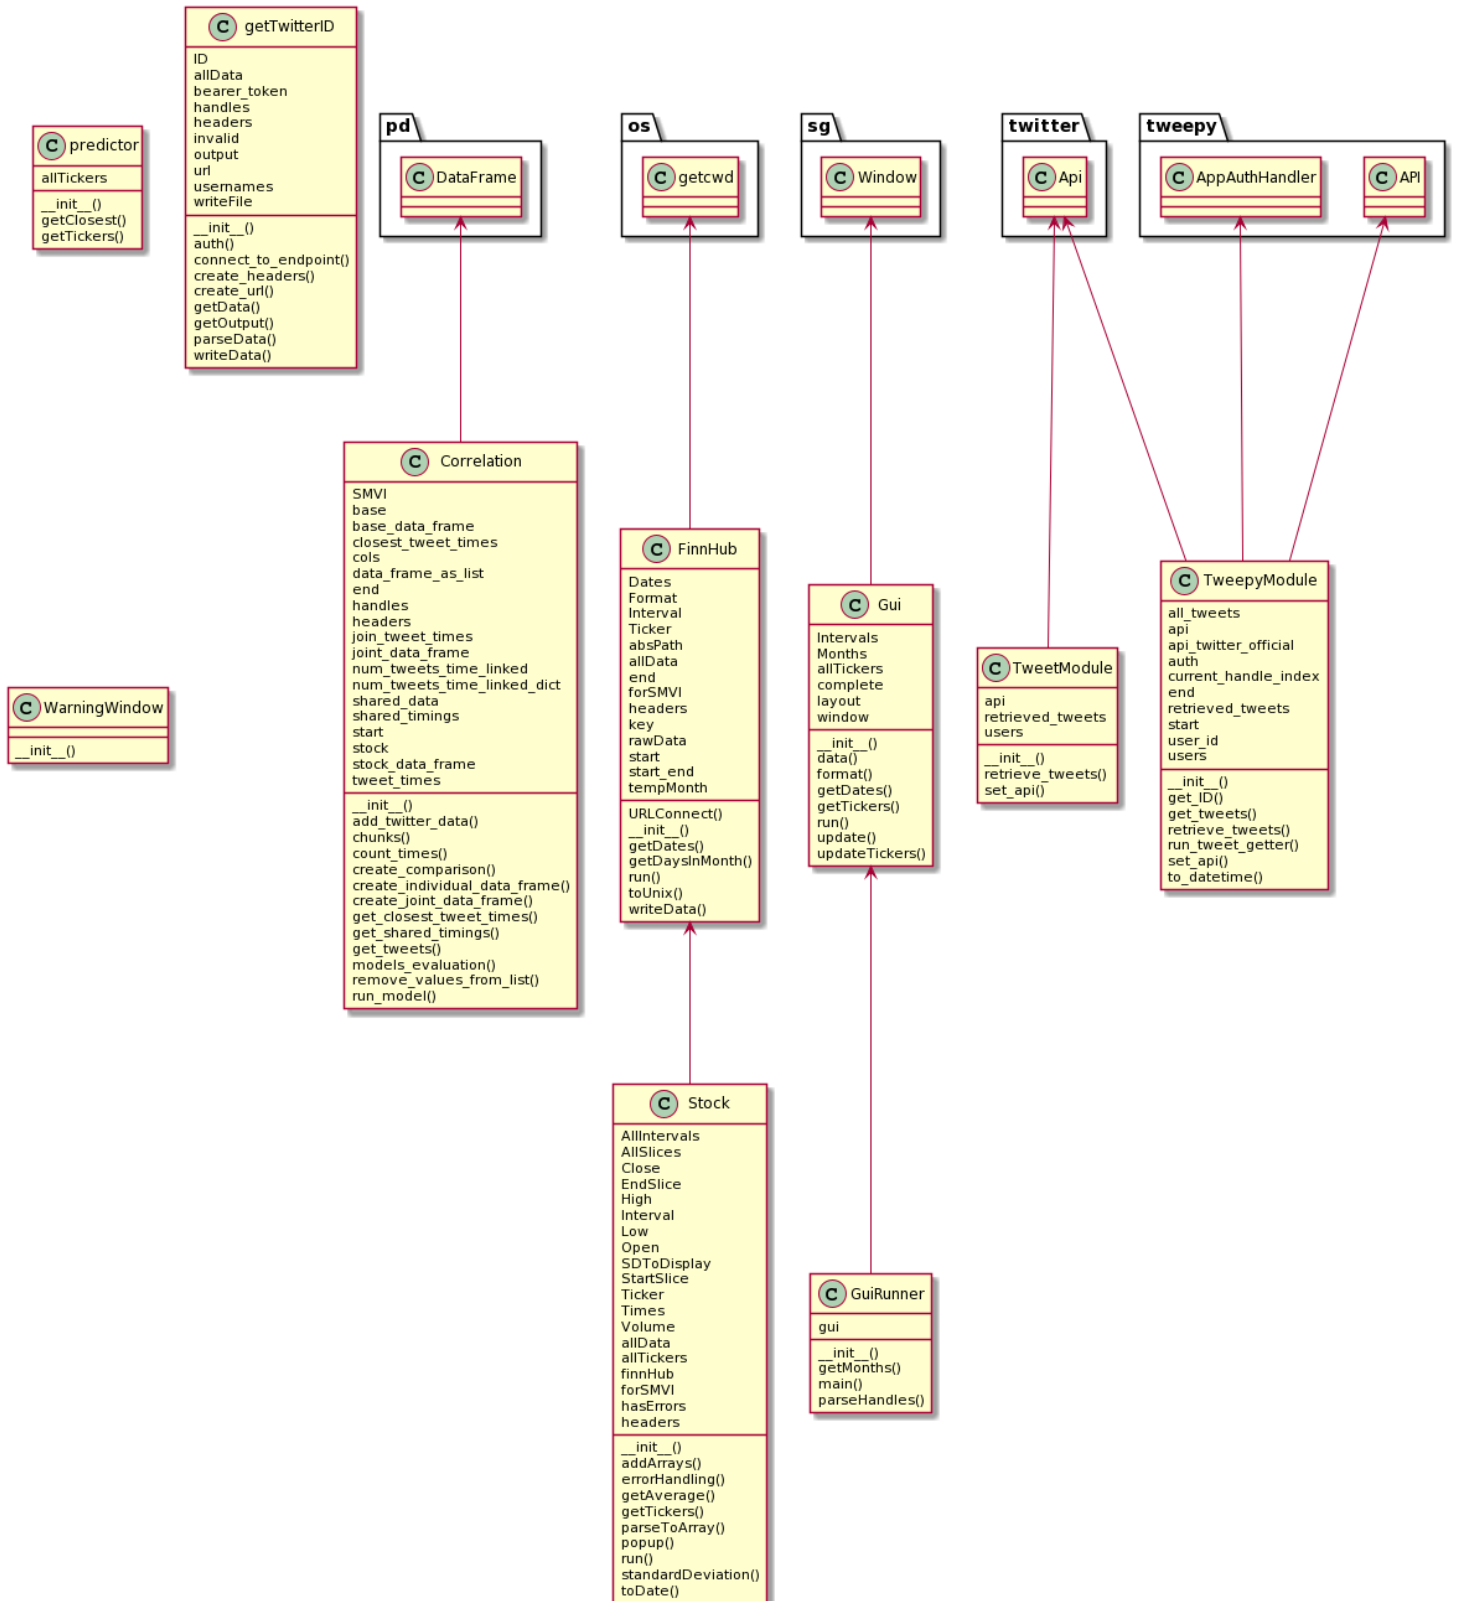 C getTwitterID
ID
allData
bearer_token
handles
headers
invalid
output
url
usernames
writeFile
__init__()
auth()
connect_to_endpoint()
create_headers()
create_url()
getData()
getOutput()
parseData()
writeData()
C predictor
allTickers
__init__()
getClosest()
getTickers()
pd
C DataFrame
os
C getcwd
sg
C Window
twitter
C Api
tweepy
C AppAuthHandler
C API
C Correlation
SMVI
base
base_data_frame
closest_tweet_times
cols
data_frame_as_list
end
handles
headers
join_tweet_times
joint_data_frame
num_tweets_time_linked
num_tweets_time_linked_dict
shared_data
shared_timings
start
stock
stock_data_frame
tweet_times
__init__()
add_twitter_data()
chunks()
count_times()
create_comparison()
create_individual_data_frame()
create_joint_data_frame()
get_closest_tweet_times()
get_shared_timings()
get_tweets()
models_evaluation()
remove_values_from_list()
run_model()
C FinnHub
Dates
Format
Interval
Ticker
absPath
allData
end
forSMVI
headers
key
rawData
start
start_end
tempMonth
URLConnect()
__init__()
getDates()
getDaysInMonth()
run()
toUnix()
writeData()
C Gui
Intervals
Months
allTickers
complete
layout
window
__init__()
data()
format()
getDates()
getTickers()
run()
update()
updateTickers()
C TweetModule
api
retrieved_tweets
users
__init__()
retrieve_tweets()
set_api()
C TweepyModule
all_tweets
api
api_twitter_official
auth
current_handle_index
end
retrieved_tweets
start
user_id
users
__init__()
get_ID()
get_tweets()
retrieve_tweets()
run_tweet_getter()
set_api()
to_datetime()
C WarningWindow
__init__()
C Stock
AllIntervals
AllSlices
Close
EndSlice
High
Interval
Low
Open
SDToDisplay
StartSlice
Ticker
Times
Volume
allData
allTickers
finnHub
forSMVI
hasErrors
headers
__init__()
addArrays()
errorHandling()
getAverage()
getTickers()
parseToArray()
popup()
run()
standardDeviation()
toDate()
C GuiRunner
gui
__init__()
getMonths()
main()
parseHandles()